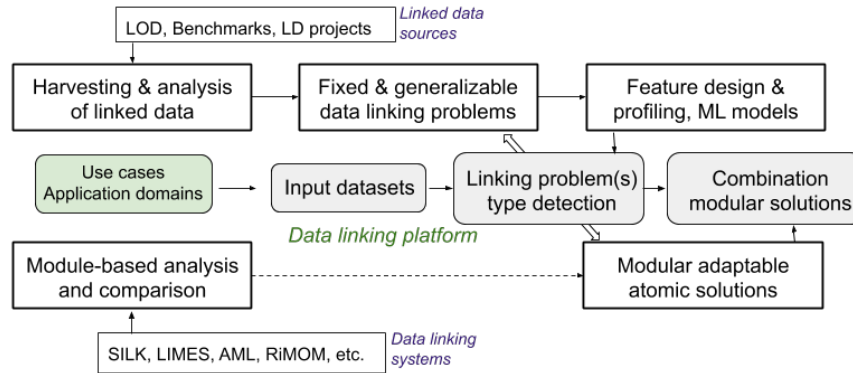 LOD, Benchmarks, LD projects
Linked data
sources
Harvesting & analysis
of linked data
Fixed & generalizable
data linking problems
Feature design &
profiling, ML models
Use cases
Application domains
Input datasets
Linking problem(s)
type detection
Combination
modular solutions
Data linking platform
Module-based analysis
and comparison
Modular adaptable
atomic solutions
SILK, LIMES, AML, RiMOM, etc.
Data linking
systems